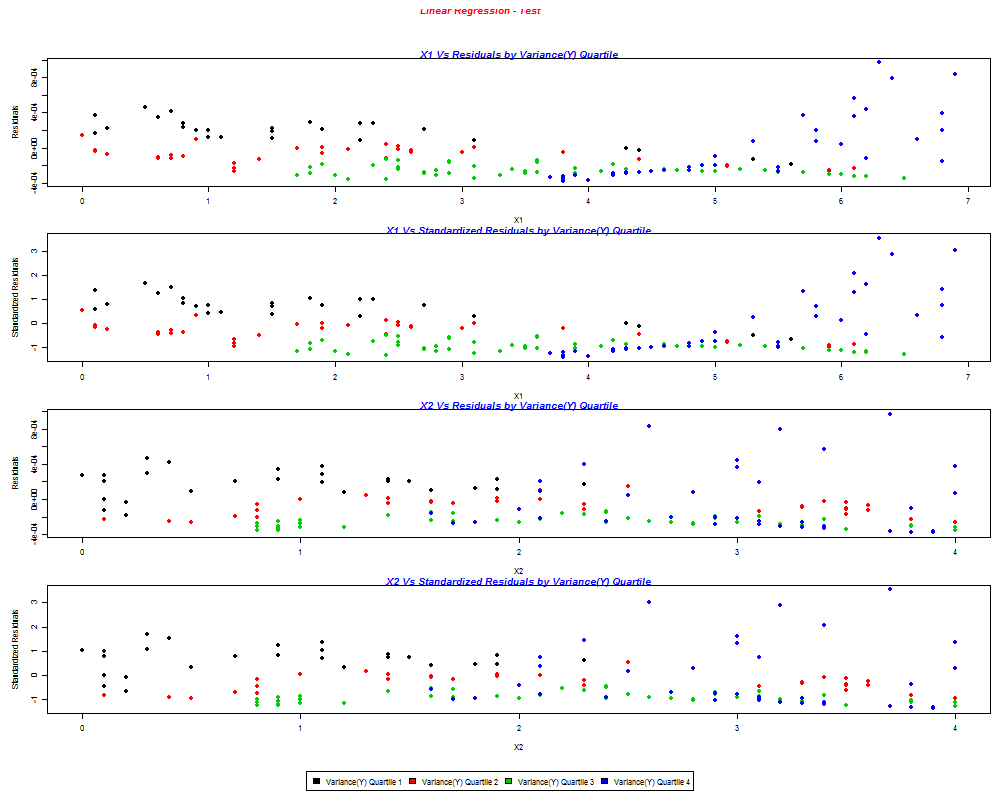 Linear Regression - Test
X1 Vs Residuals by Variance(Y) Quartile
Residuals
-4e-04 0e+00 4e-04 8e-04
0 1 2 3 4 5 6 7
X1
X1 Vs Standardized Residuals by Variance(Y) Quartile
Standardized Residuals
-1 0 1 2 3
0 1 2 3 4 5 6 7
X1
X2 Vs Residuals by Variance(Y) Quartile
Residuals
-4e-04 0e+00 4e-04 8e-04
0 1 2 3 4
X2
X2 Vs Standardized Residuals by Variance(Y) Quartile
Standardized Residuals
-1 0 1 2 3
0 1 2 3 4
X2
Variance(Y) Quartile 1 Variance(Y) Quartile 2 Variance(Y) Quartile 3 Variance(Y) Quartile 4